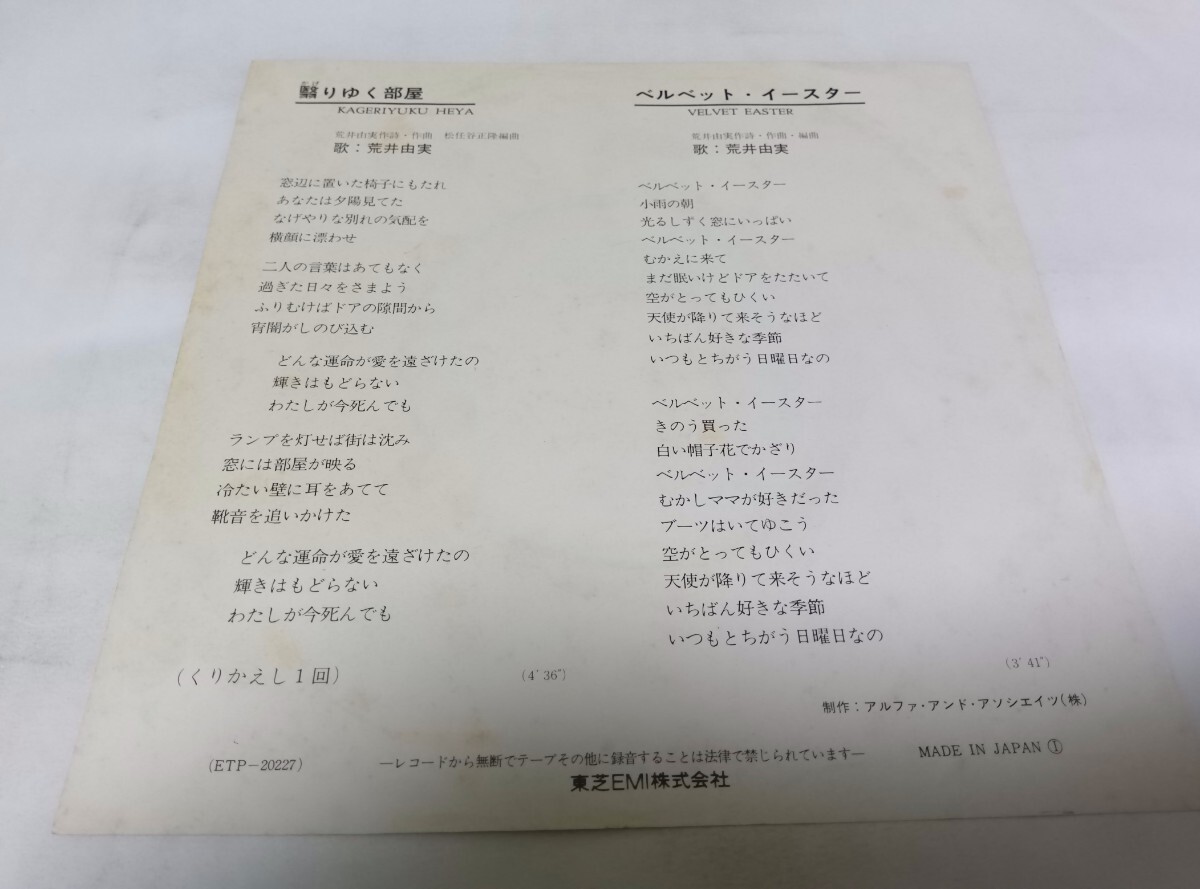 かげ
翳りゆく部屋
KAGERIYUKU HEYA
荒井由実作詩・作曲 松任谷正隆編曲
歌：荒井由実
窓辺に置いた椅子にもたれ
あなたは夕陽見てた
なげやりな別れの気配を
横顔に漂わせ
二人の言葉はあてもなく
過ぎた日々をさまよう
ふりむけばドアの隙間から
宵闇がしのび込む
どんな運命が愛を遠ざけたの
輝きはもどらない
わたしが今死んでも
ランプを灯せば街は沈み
窓には部屋が映る
冷たい壁に耳をあてて
靴音を追いかけた
どんな運命が愛を遠ざけたの
輝きはもどらない
わたしが今死んでも
（くりかえし1回）
（4′36″）
ベルベット・イースター
VELVET EASTER
荒井由実作詩・作曲・編曲
歌：荒井由実
ベルベット・イースター
小雨の朝
光るしずく窓にいっぱい
ベルベット・イースター
むかえに来て
まだ眠いけどドアをたたいて
空がとってもひくい
天使が降りて来そうなほど
いちばん好きな季節
いつもとちがう日曜日なの
ベルベット・イースター
きのう買った
白い帽子花でかざり
ベルベット・イースター
むかしママが好きだった
ブーツはいてゆこう
空がとってもひくい
天使が降りて来そうなほど
いちばん好きな季節
いつもとちがう日曜日なの
（3′41″）
制作：アルファ・アンド・アソシエイツ（株）
（ETP−20227）
―レコードから無断でテープその他に録音することは法律で禁じられています―
MADE IN JAPAN ①
東芝EMI株式会社